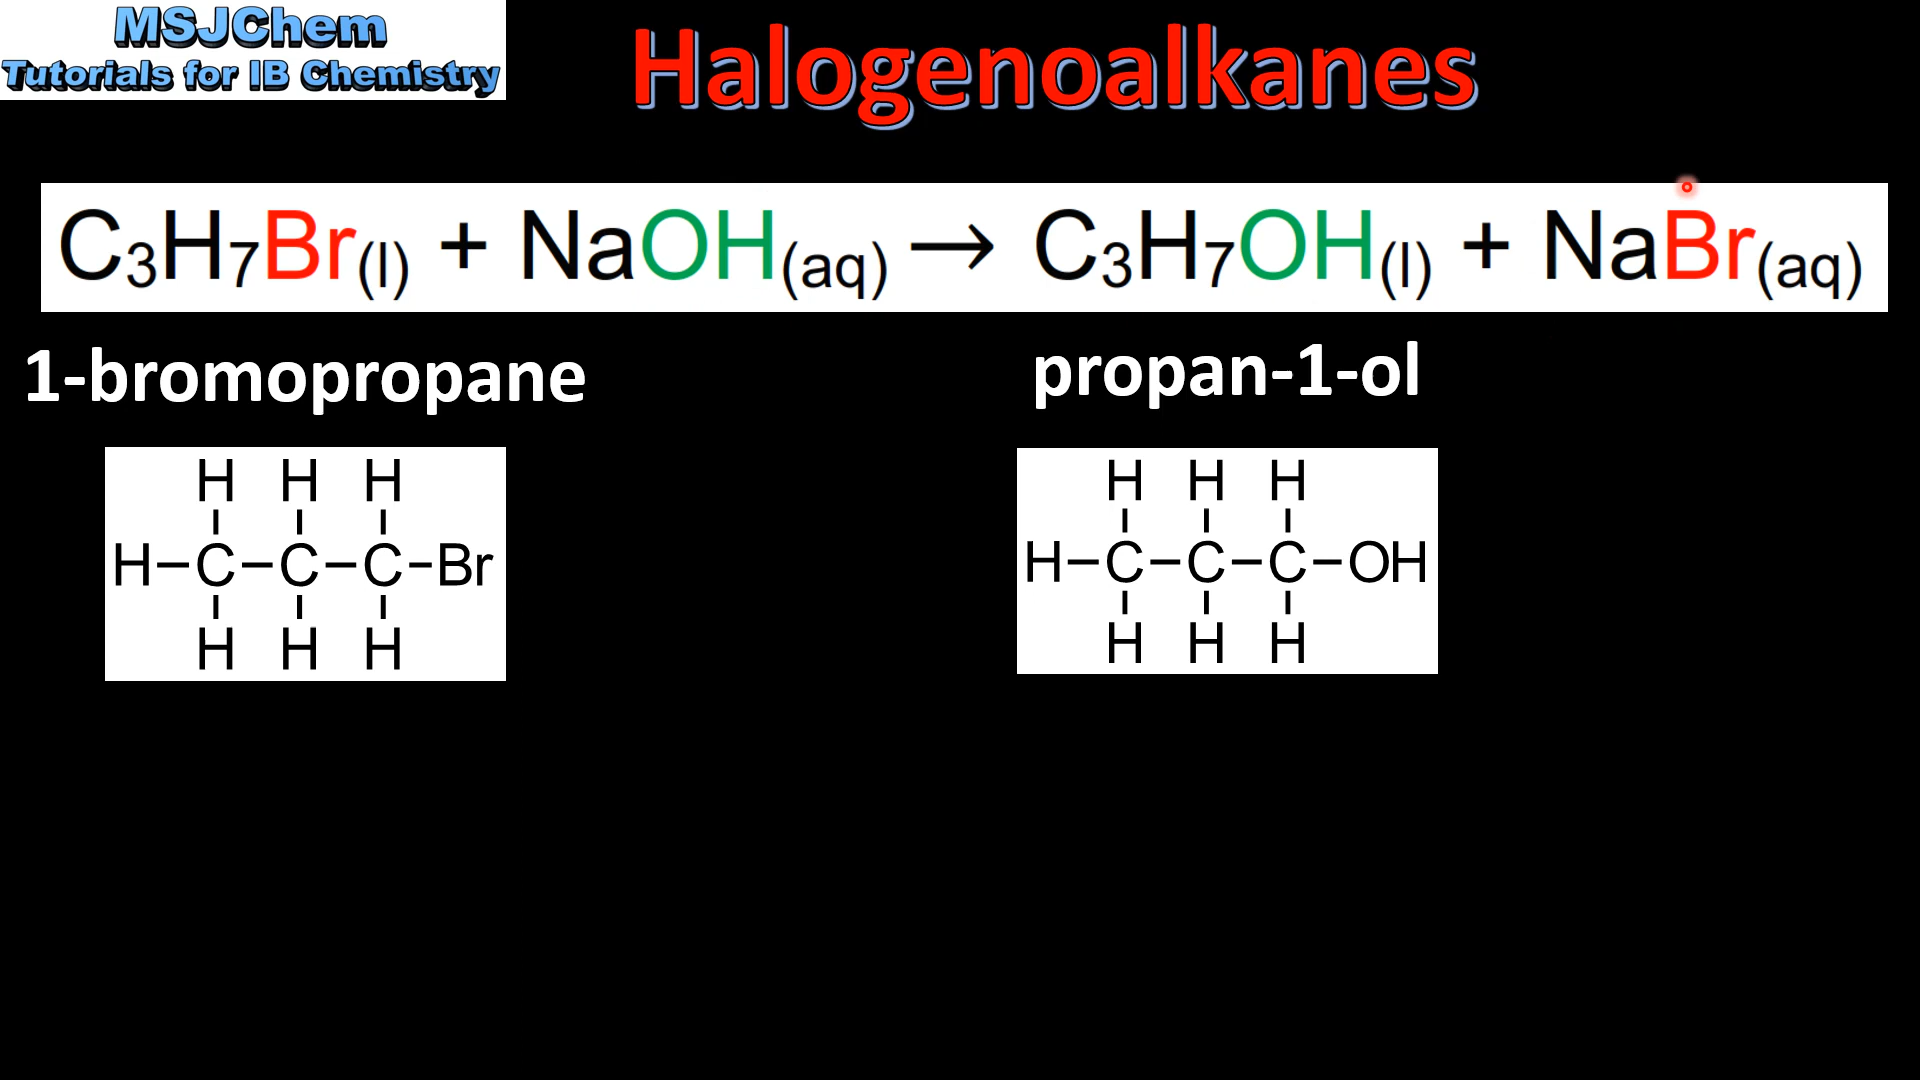 MSJChem
Tutorials for IB Chemistry
Halogenoalkanes
C₃H₇Br(l) + NaOH(aq) → C₃H₇OH(l) + NaBr(aq)
1-bromopropane
propan-1-ol
H H H
H–C–C–C–Br
H H H
H H H
H–C–C–C–OH
H H H